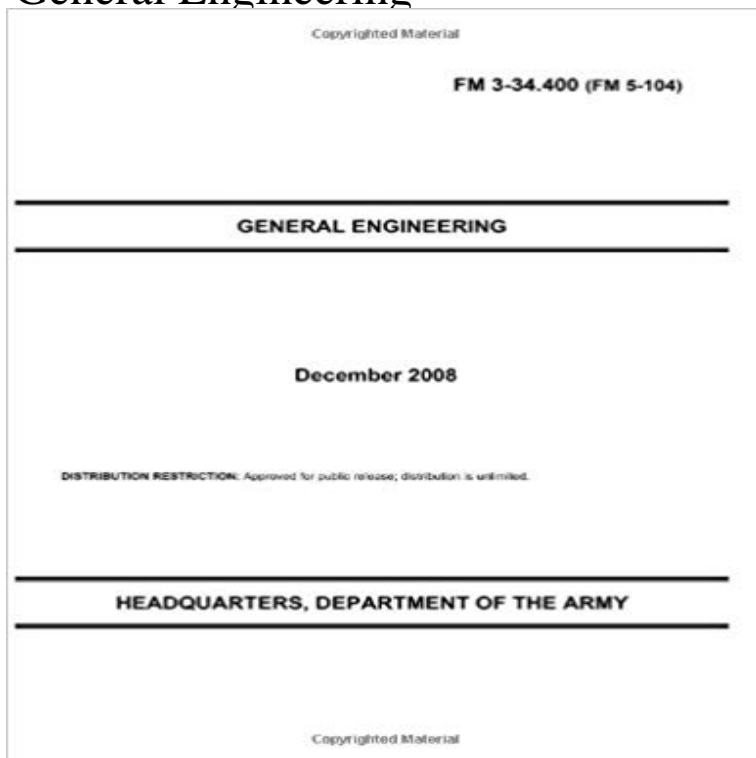 General Engineering
Copyrighted Material
FM 3-34.400 (FM 5-104)
GENERAL ENGINEERING
December 2008
DISTRIBUTION RESTRICTION: Approved for public release; distribution is unlimited.
HEADQUARTERS, DEPARTMENT OF THE ARMY
Copyrighted Material